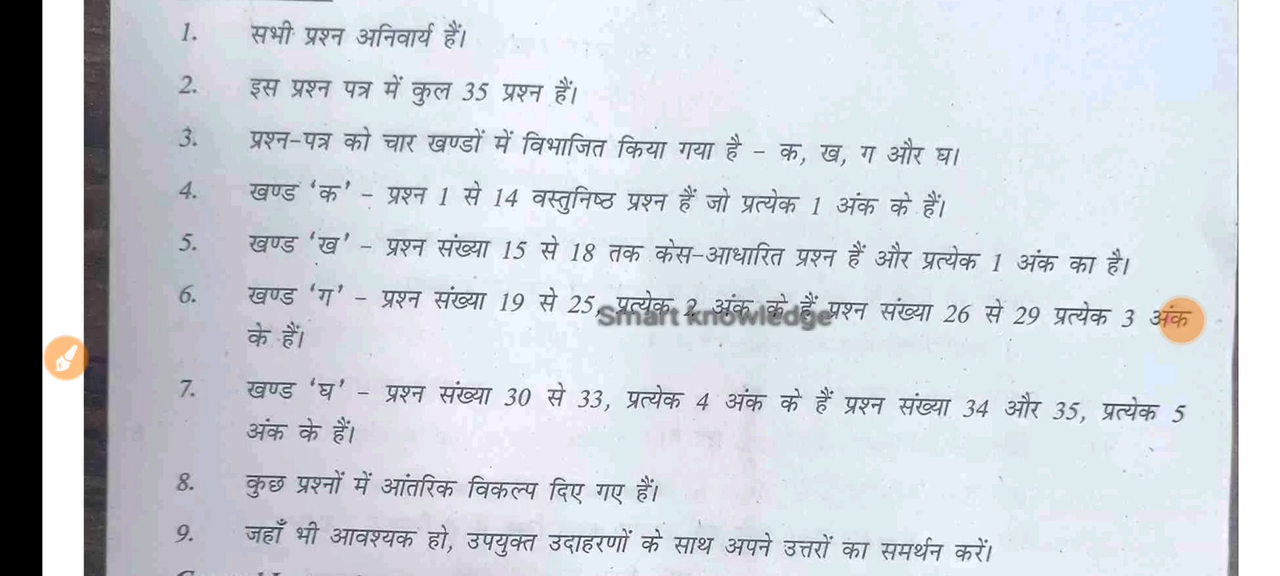 1. सभी प्रश्न अनिवार्य हैं।
2. इस प्रश्न पत्र में कुल 35 प्रश्न हैं।
3. प्रश्न-पत्र को चार खण्डों में विभाजित किया गया है - क, ख, ग और घ।
4. खण्ड 'क' - प्रश्न 1 से 14 वस्तुनिष्ठ प्रश्न हैं जो प्रत्येक 1 अंक के हैं।
5. खण्ड 'ख' - प्रश्न संख्या 15 से 18 तक केस-आधारित प्रश्न हैं और प्रत्येक 1 अंक का है।
6. खण्ड 'ग' - प्रश्न संख्या 19 से 25, प्रत्येक 2 अंक के हैं प्रश्न संख्या 26 से 29 प्रत्येक 3 अंक
Smart knowledge
के हैं।
7. खण्ड 'घ' - प्रश्न संख्या 30 से 33, प्रत्येक 4 अंक के हैं प्रश्न संख्या 34 और 35, प्रत्येक 5
अंक के हैं।
8. कुछ प्रश्नों में आंतरिक विकल्प दिए गए हैं।
9. जहाँ भी आवश्यक हो, उपयुक्त उदाहरणों के साथ अपने उत्तरों का समर्थन करें।